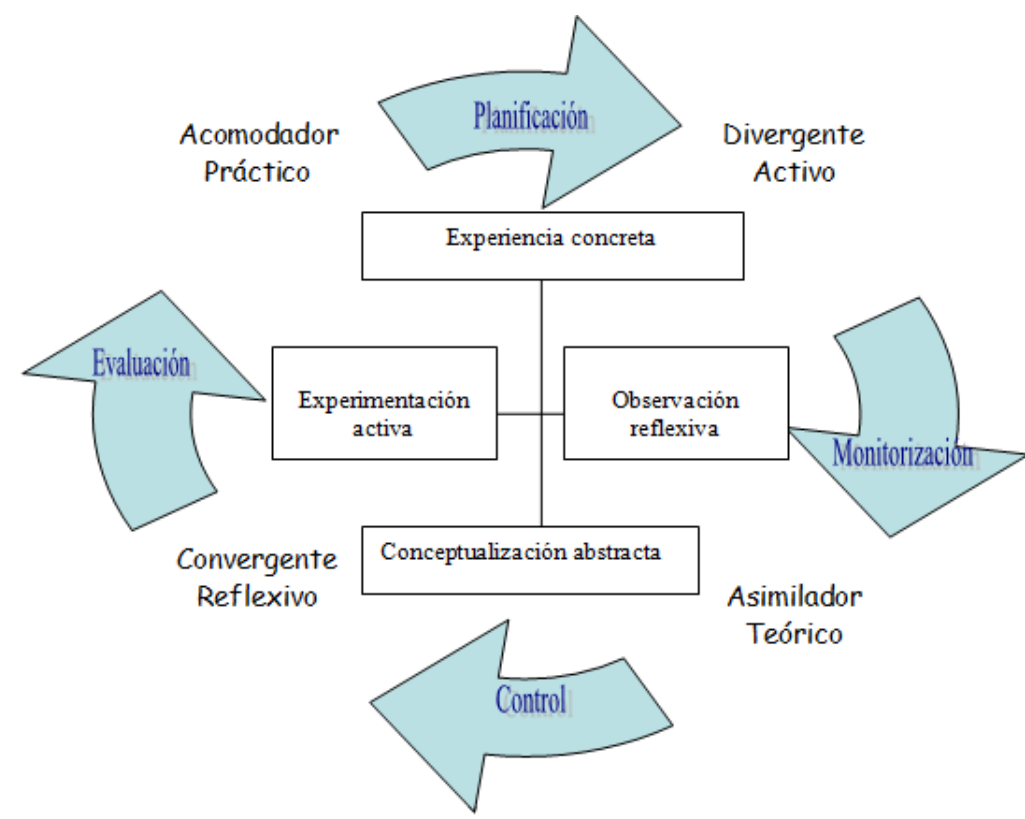 Planificación
Acomodador
Práctico
Divergente
Activo
Experiencia concreta
Evaluación
Experimentación
activa
Observación
reflexiva
Monitorización
Convergente
Reflexivo
Conceptualización abstracta
Asimilador
Teórico
Control